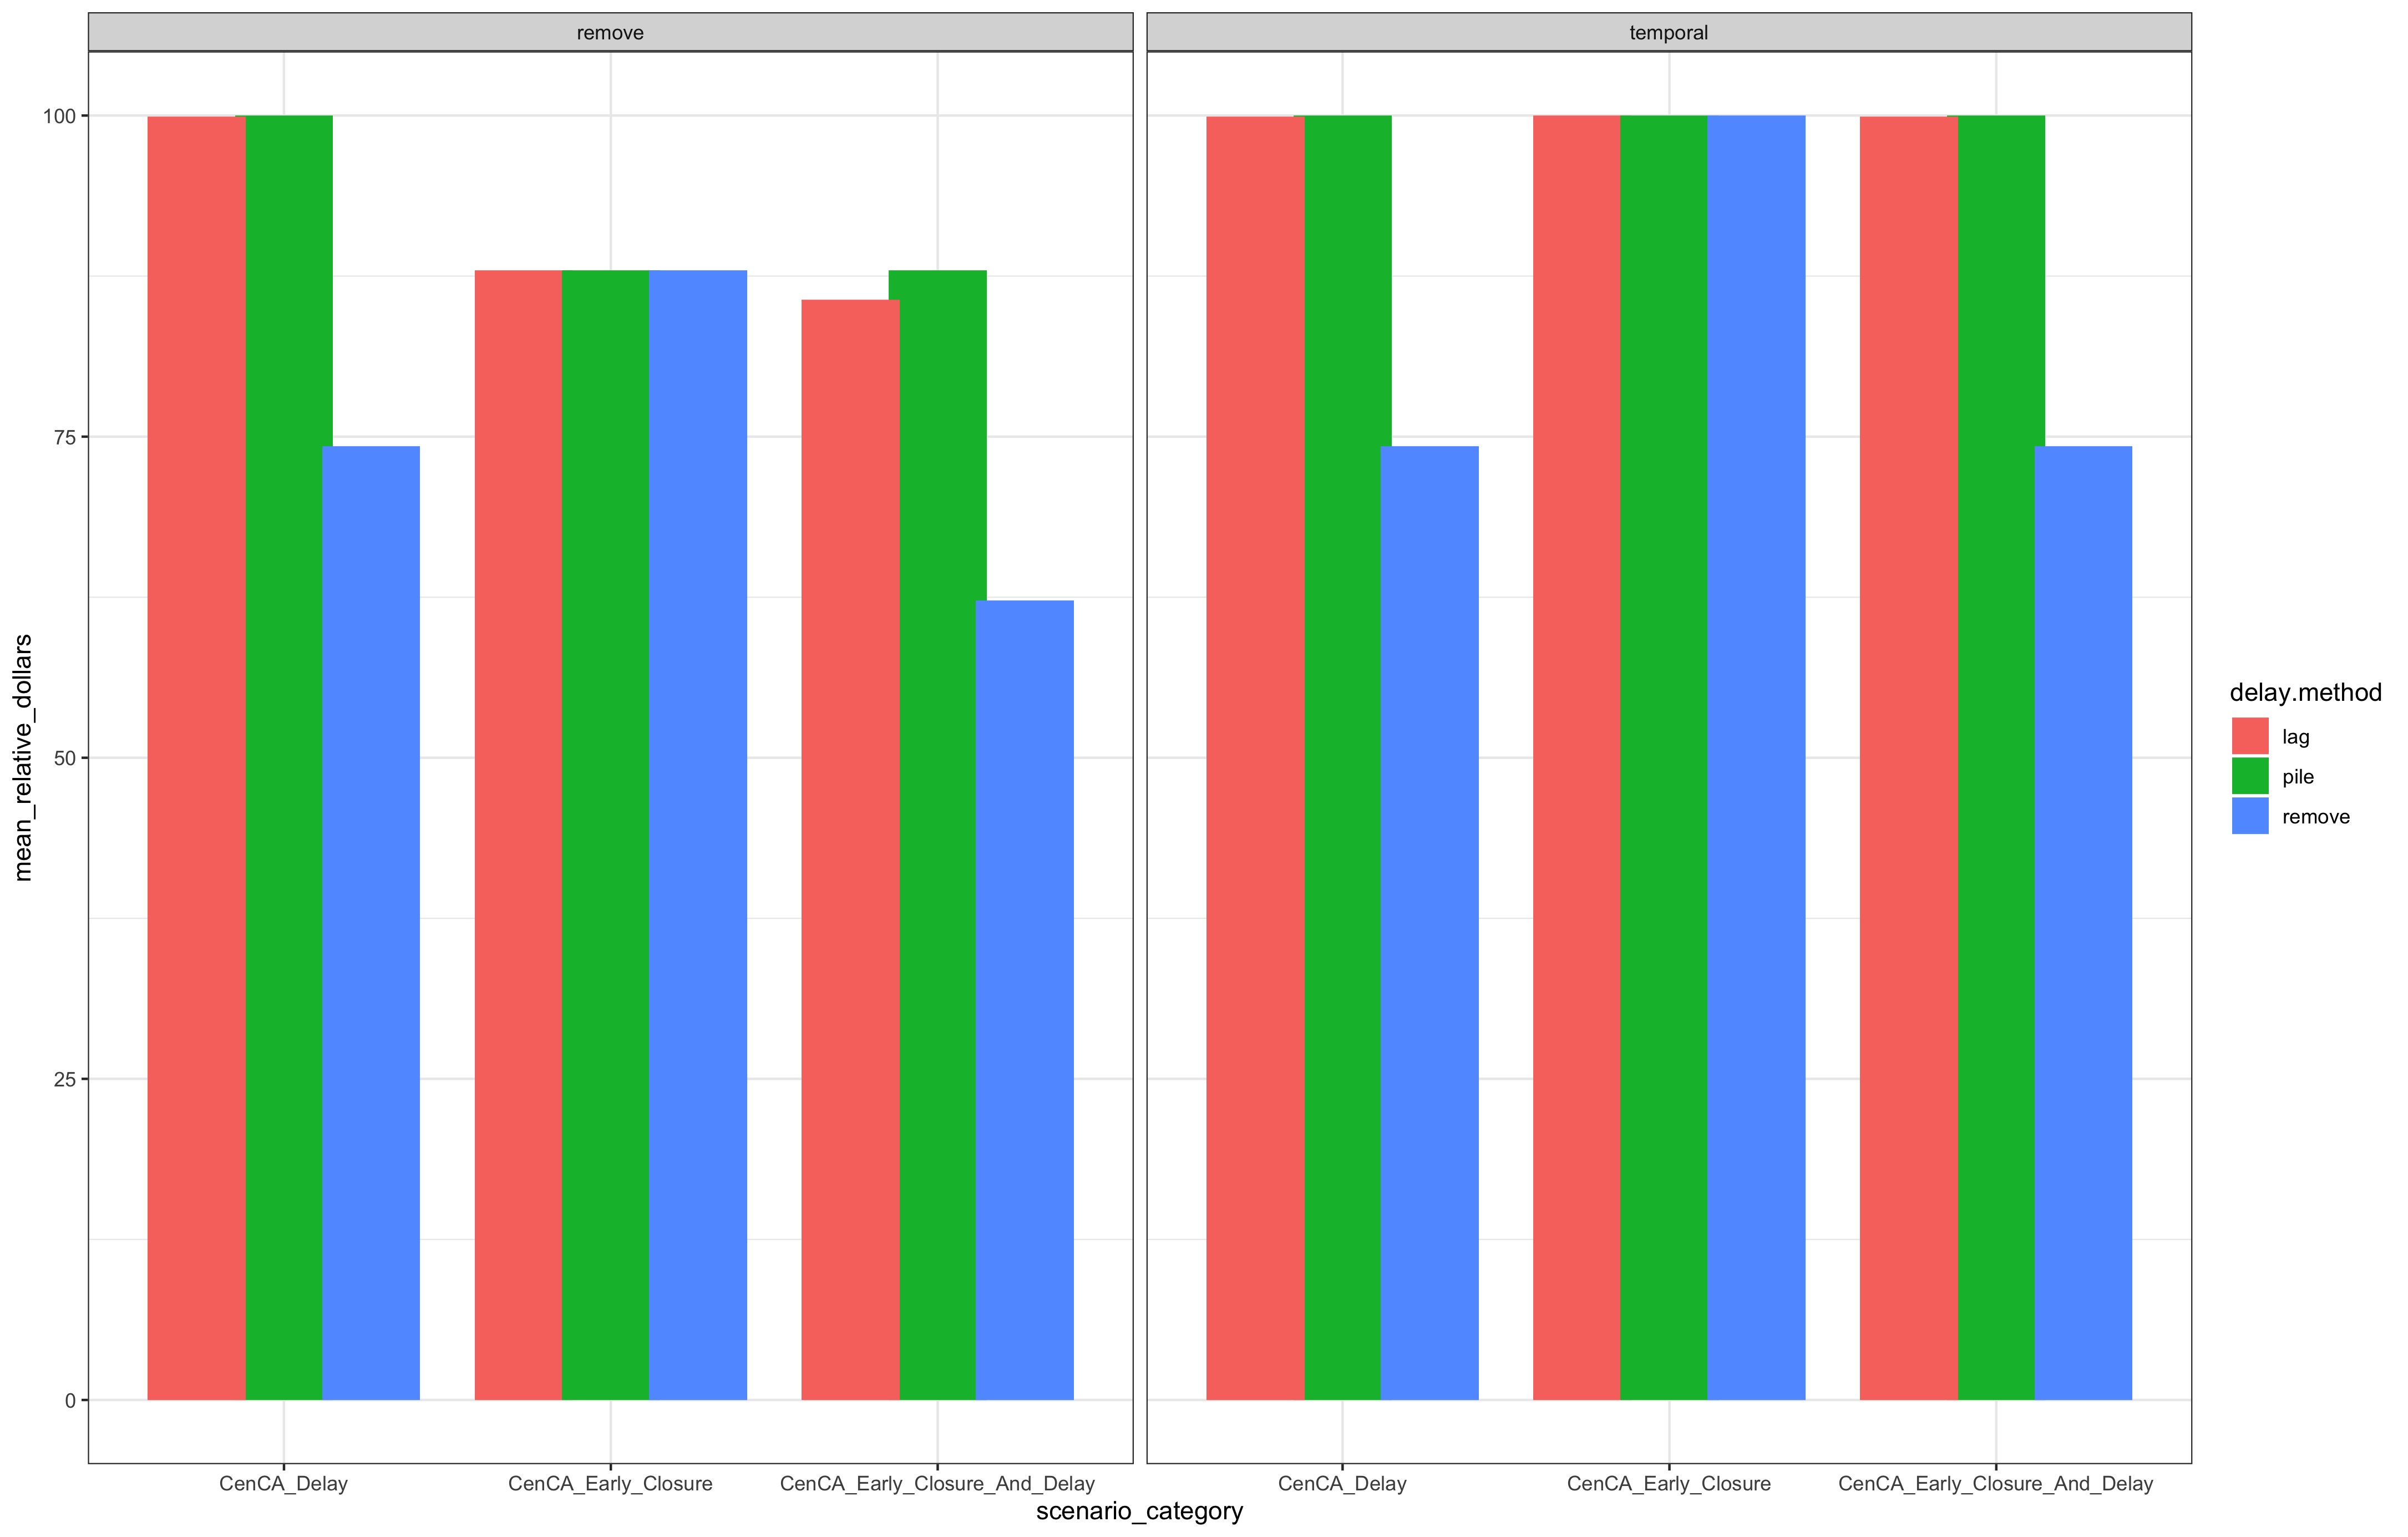 remove
temporal
100
75
50
25
0
mean_relative_dollars
CenCA_Delay
CenCA_Early_Closure
CenCA_Early_Closure_And_Delay
CenCA_Delay
CenCA_Early_Closure
CenCA_Early_Closure_And_Delay
scenario_category
delay.method
lag
pile
remove